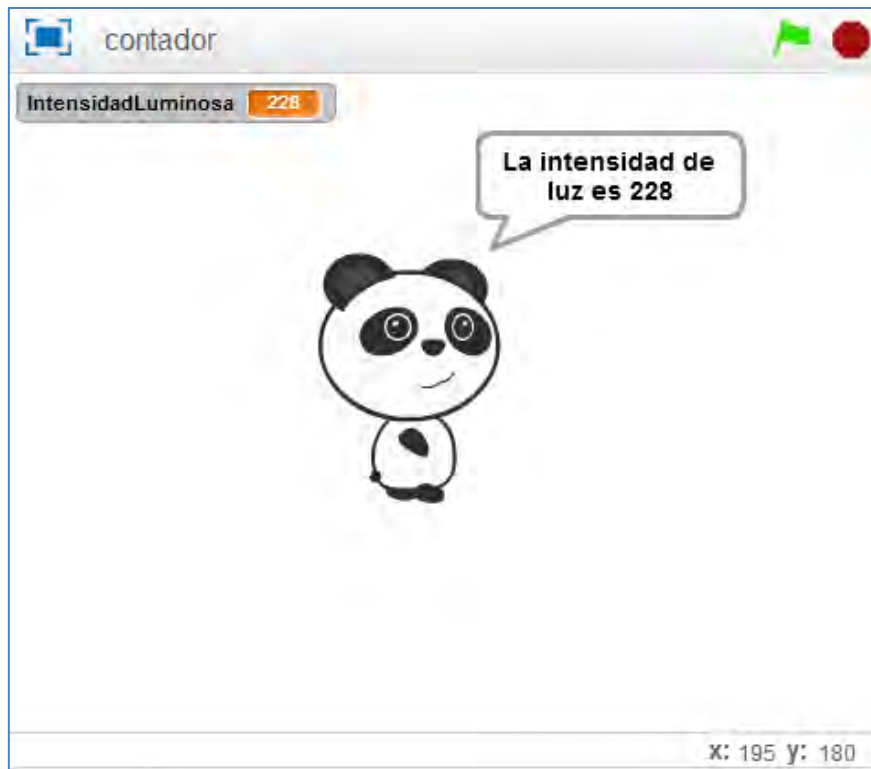 contador
IntensidadLuminosa 228
La intensidad de
luz es 228
x: 195 y: 180